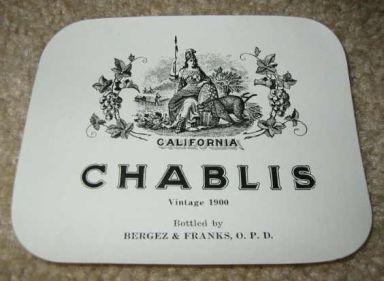 CALIFORNIA
CHABLIS
Vintage 1900
Bottled by
BERGEZ & FRANKS, O. P. D.